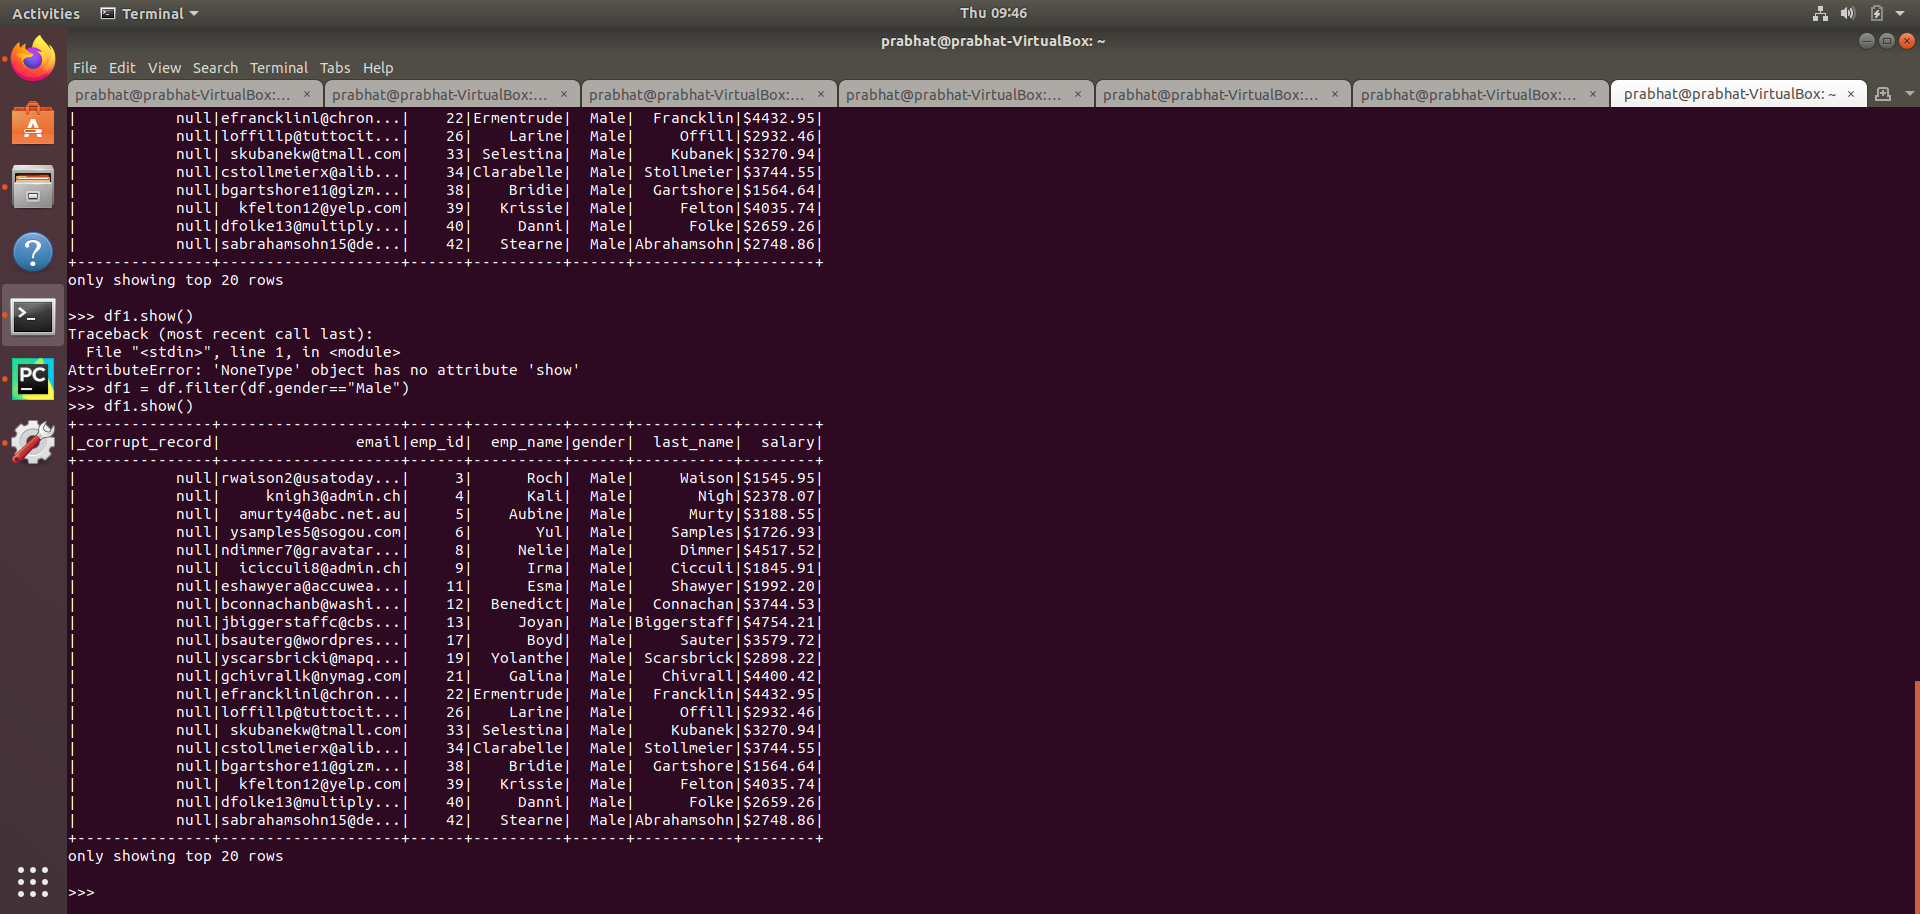 Activities Terminal Thu 09:46
prabhat@prabhat-VirtualBox: ~
File Edit View Search Terminal Tabs Help
prabhat@prabhat-VirtualBox:... × prabhat@prabhat-VirtualBox:... × prabhat@prabhat-VirtualBox:... × prabhat@prabhat-VirtualBox:... × prabhat@prabhat-VirtualBox:... × prabhat@prabhat-VirtualBox:... × prabhat@prabhat-VirtualBox: ~ ×
|           null|efrancklinl@chron...|    22|Ermentrude|  Male|  Francklin|$4432.95|
|           null|loffillp@tuttocit...|    26|    Larine|  Male|     Offill|$2932.46|
|           null| skubanekw@tmall.com|    33| Selestina|  Male|    Kubanek|$3270.94|
|           null|cstollmeierx@alib...|    34|Clarabelle|  Male| Stollmeier|$3744.55|
|           null|bgartshore11@gizm...|    38|    Bridie|  Male|  Gartshore|$1564.64|
|           null|  kfelton12@yelp.com|    39|   Krissie|  Male|     Felton|$4035.74|
|           null|dfolke13@multiply...|    40|     Danni|  Male|      Folke|$2659.26|
|           null|sabrahamsohn15@de...|    42|   Stearne|  Male|Abrahamsohn|$2748.86|
+---------------+--------------------+------+----------+------+-----------+--------+
only showing top 20 rows
>>> df1.show()
Traceback (most recent call last):
  File "<stdin>", line 1, in <module>
AttributeError: 'NoneType' object has no attribute 'show'
>>> df1 = df.filter(df.gender=="Male")
>>> df1.show()
+---------------+--------------------+------+----------+------+-----------+--------+
|_corrupt_record|               email|emp_id|  emp_name|gender|  last_name|  salary|
+---------------+--------------------+------+----------+------+-----------+--------+
|           null|rwaison2@usatoday...|     3|      Roch|  Male|     Waison|$1545.95|
|           null|     knigh3@admin.ch|     4|      Kali|  Male|       Nigh|$2378.07|
|           null|  amurty4@abc.net.au|     5|    Aubine|  Male|      Murty|$3188.55|
|           null| ysamples5@sogou.com|     6|       Yul|  Male|    Samples|$1726.93|
|           null|ndimmer7@gravatar...|     8|     Nelie|  Male|     Dimmer|$4517.52|
|           null|  icicculi8@admin.ch|     9|      Irma|  Male|    Cicculi|$1845.91|
|           null|eshawyera@accuwea...|    11|      Esma|  Male|    Shawyer|$1992.20|
|           null|bconnachanb@washi...|    12|  Benedict|  Male|  Connachan|$3744.53|
|           null|jbiggerstaffc@cbs...|    13|     Joyan|  Male|Biggerstaff|$4754.21|
|           null|bsauterg@wordpres...|    17|      Boyd|  Male|     Sauter|$3579.72|
|           null|yscarsbricki@mapq...|    19|  Yolanthe|  Male| Scarsbrick|$2898.22|
|           null|gchivrallk@nymag.com|    21|    Galina|  Male|   Chivrall|$4400.42|
|           null|efrancklinl@chron...|    22|Ermentrude|  Male|  Francklin|$4432.95|
|           null|loffillp@tuttocit...|    26|    Larine|  Male|     Offill|$2932.46|
|           null| skubanekw@tmall.com|    33| Selestina|  Male|    Kubanek|$3270.94|
|           null|cstollmeierx@alib...|    34|Clarabelle|  Male| Stollmeier|$3744.55|
|           null|bgartshore11@gizm...|    38|    Bridie|  Male|  Gartshore|$1564.64|
|           null|  kfelton12@yelp.com|    39|   Krissie|  Male|     Felton|$4035.74|
|           null|dfolke13@multiply...|    40|     Danni|  Male|      Folke|$2659.26|
|           null|sabrahamsohn15@de...|    42|   Stearne|  Male|Abrahamsohn|$2748.86|
+---------------+--------------------+------+----------+------+-----------+--------+
only showing top 20 rows
>>>
PC